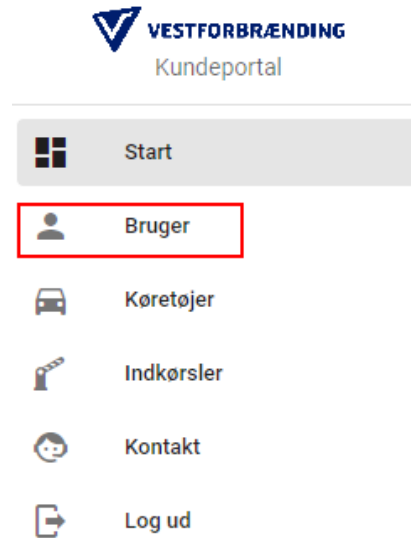 VESTFORBRÆNDING
Kundeportal
Start
Bruger
Køretøjer
Indkørsler
Kontakt
Log ud